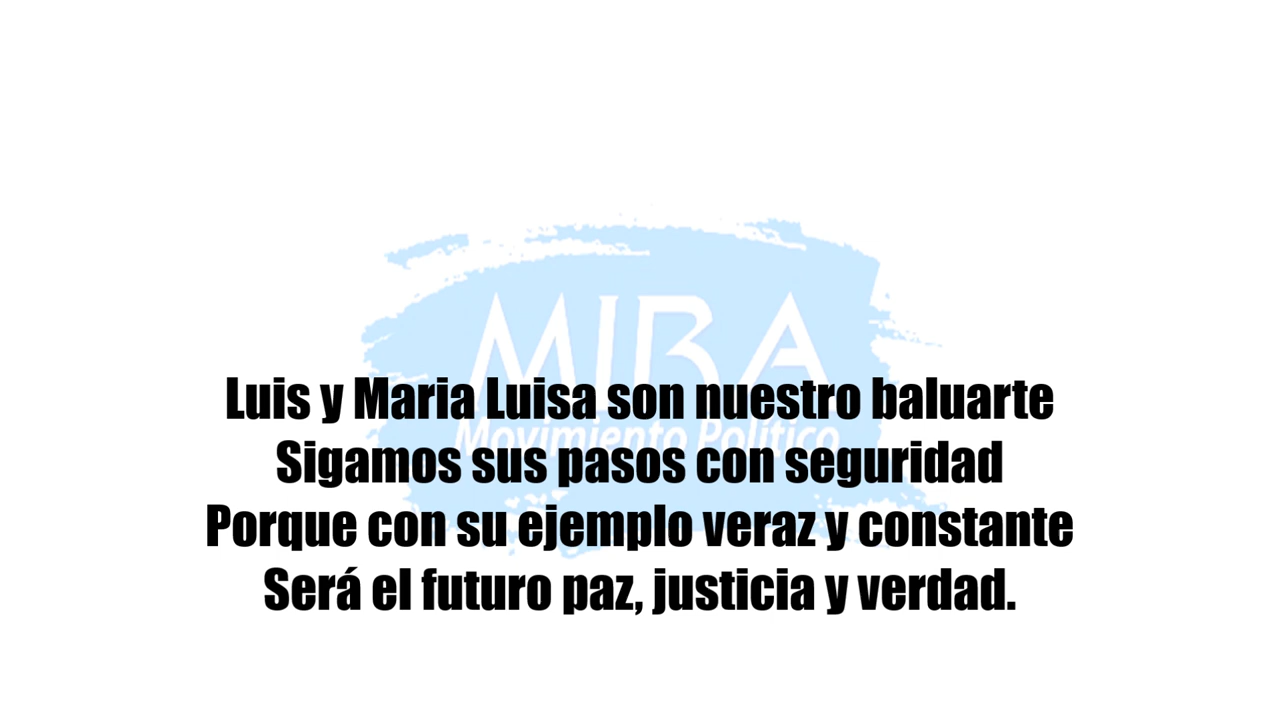 MIRA
Movimiento Político
Luis y Maria Luisa son nuestro baluarte
Sigamos sus pasos con seguridad
Porque con su ejemplo veraz y constante
Será el futuro paz, justicia y verdad.